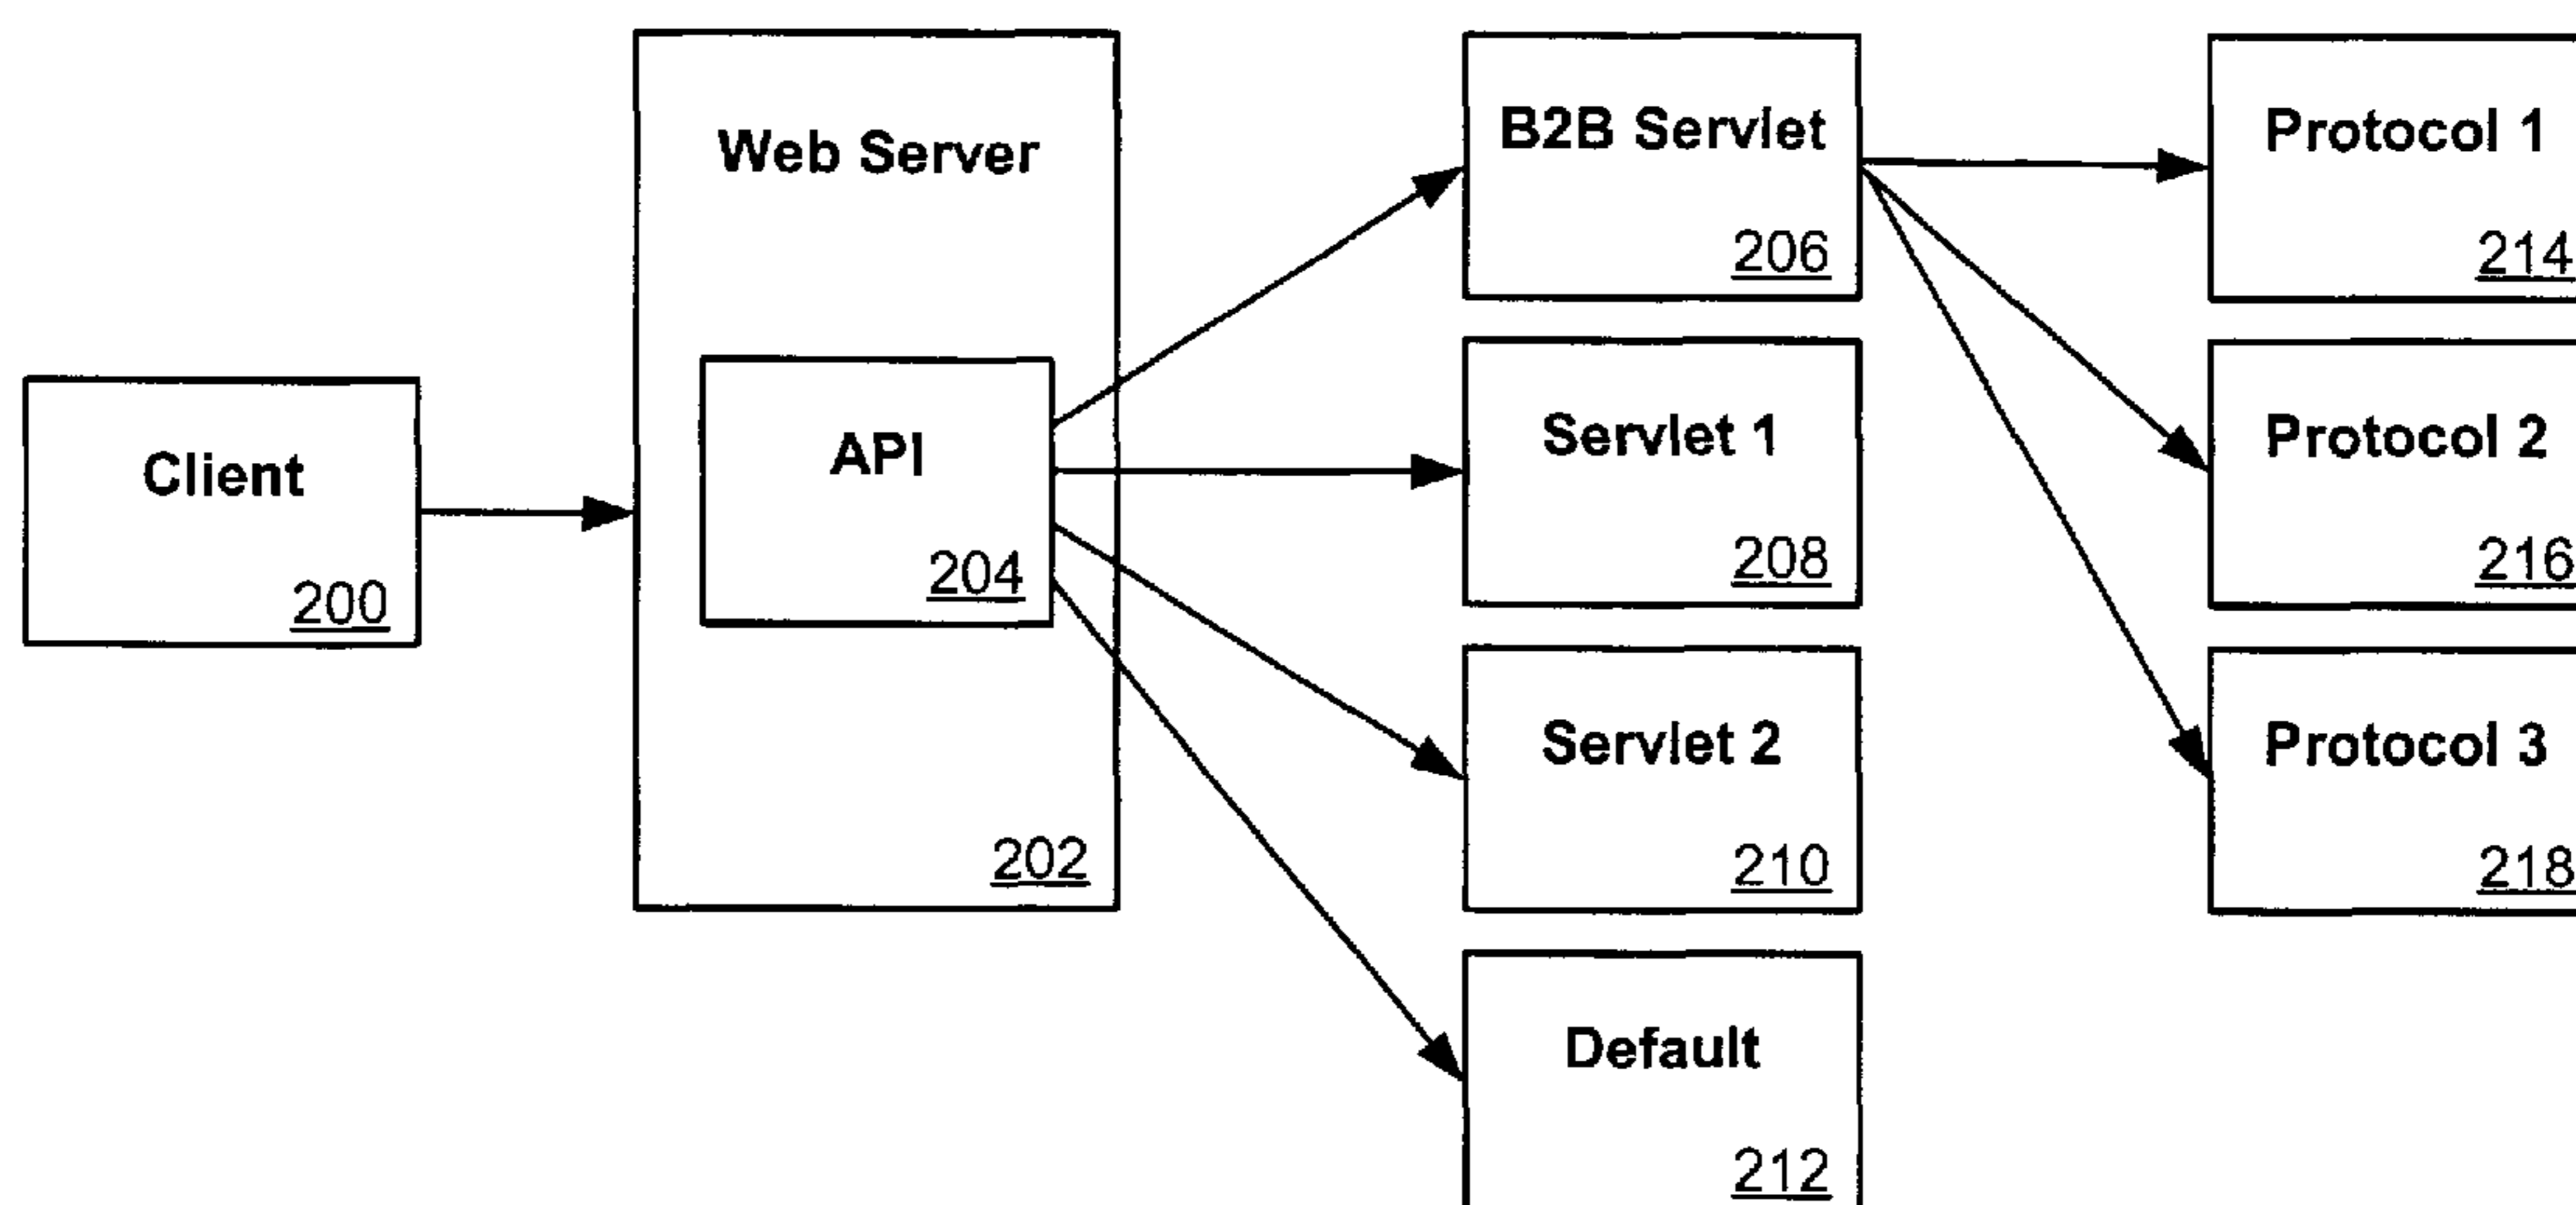 Client
200
Web Server
API
204
202
B2B Servlet
206
Servlet 1
208
Servlet 2
210
Default
212
Protocol 1
214
Protocol 2
216
Protocol 3
218